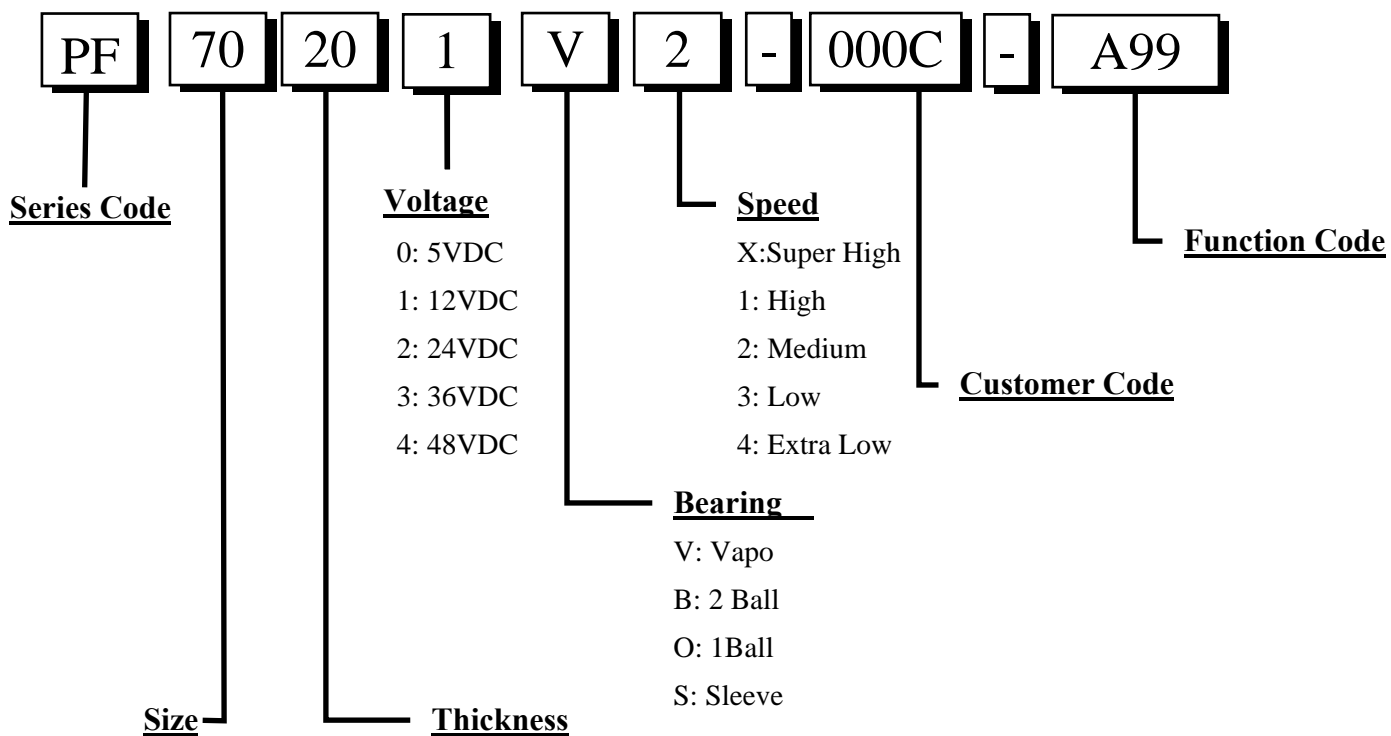 PF 70 20 1 V 2 - 000C - A99
Series Code
Voltage
0: 5VDC
1: 12VDC
2: 24VDC
3: 36VDC
4: 48VDC
Speed
X:Super High
1: High
2: Medium
3: Low
4: Extra Low
Function Code
Customer Code
Bearing
V: Vapo
B: 2 Ball
O: 1Ball
S: Sleeve
Size
Thickness